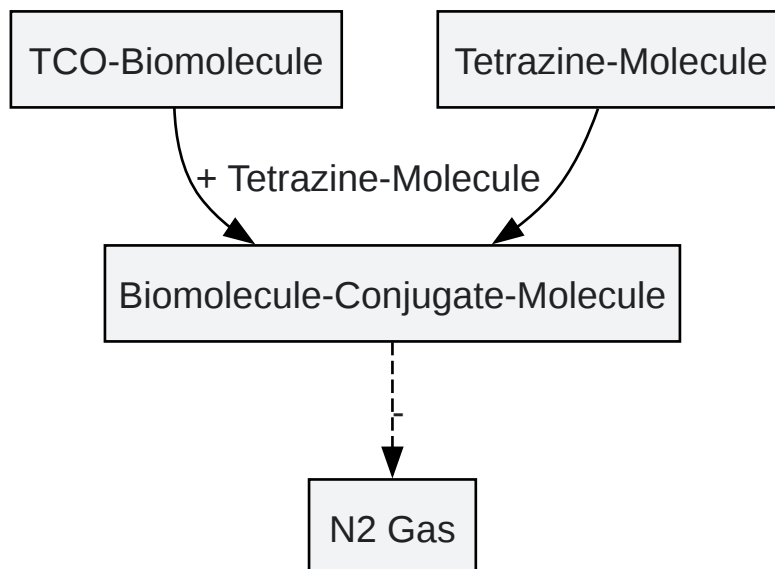 TCO-Biomolecule
Tetrazine-Molecule
+ Tetrazine-Molecule
Biomolecule-Conjugate-Molecule
-
N2 Gas